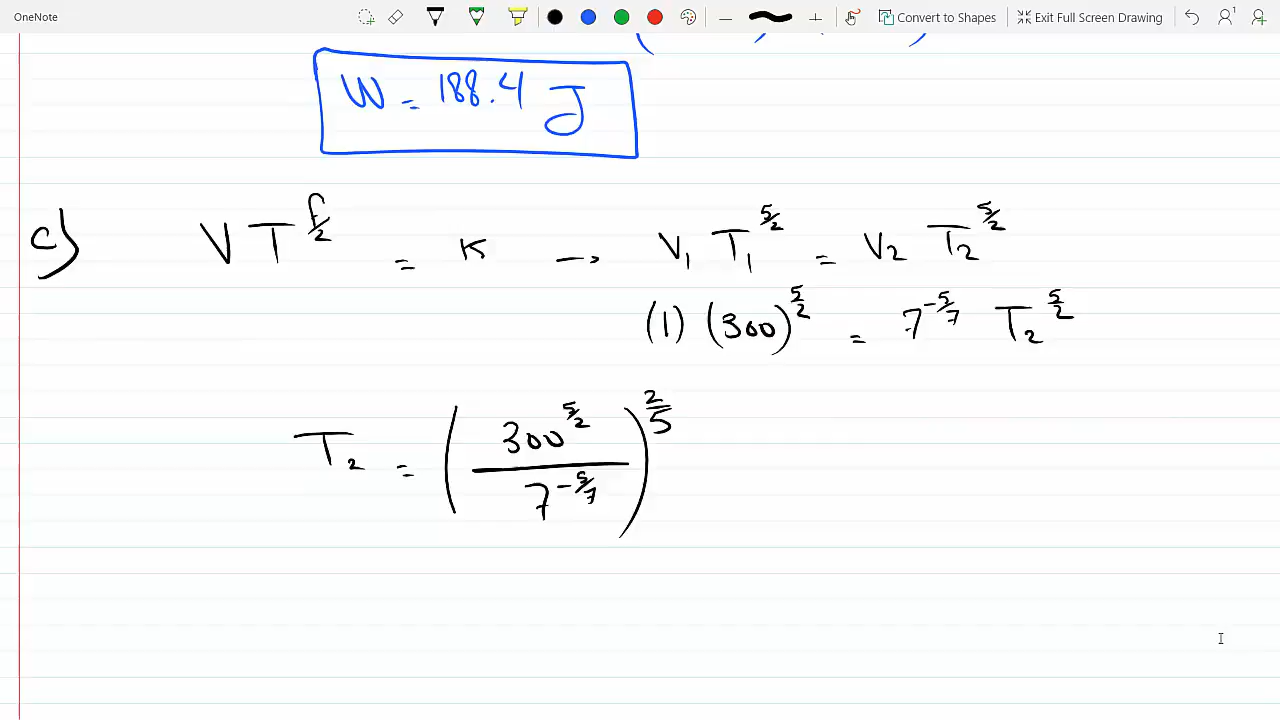 OneNote
Convert to Shapes
Exit Full Screen Drawing
W = 188.4 J
c) V T^{f/2} = K → V₁ T₁^{5/2} = V₂ T₂^{5/2}
(1) (300)^{5/2} = 7^{-5/7} T₂^{5/2}
T₂ = (300^{5/2} / 7^{-5/7})^{2/5}